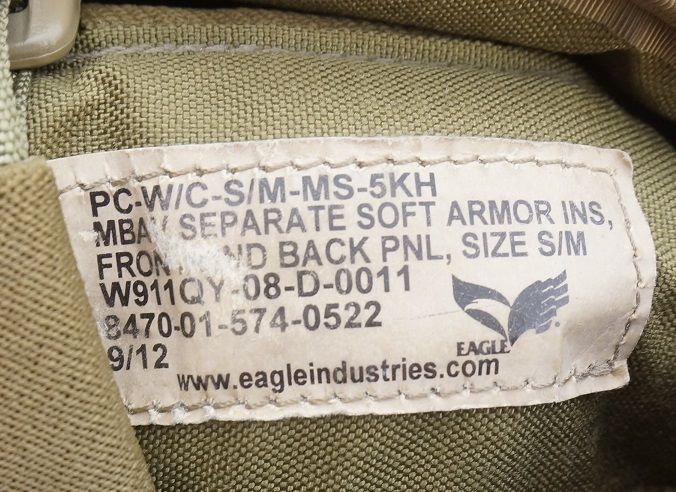 PC-W/C-S/M-MS-5KH
SEPARATE SOFT ARMOR INS,
BACK PNL, SIZE S/M
W911QY-08-D-0011
8470-01-574-0522
9/12
EAGLE
www.eagleindustries.com